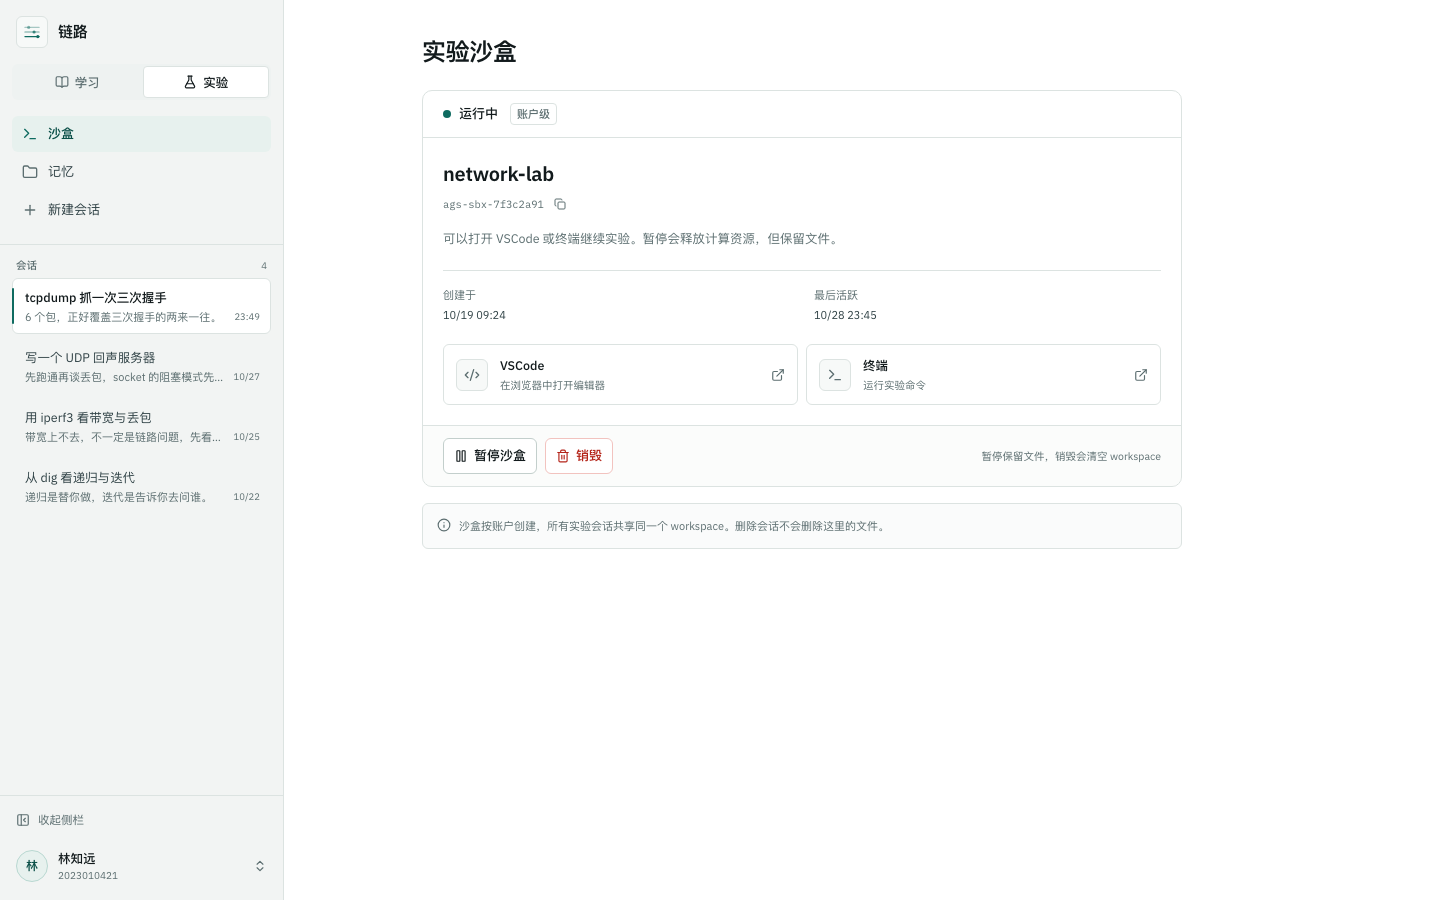 链路
学习
实验
沙盒
记忆
新建会话
会话
4
tcpdump 抓一次三次握手
6 个包，正好覆盖三次握手的两来一往。
23:49
写一个 UDP 回声服务器
先跑通再谈丢包，socket 的阻塞模式先...
10/27
用 iperf3 看带宽与丢包
带宽上不去，不一定是链路问题，先看...
10/25
从 dig 看递归与迭代
递归是替你做，迭代是告诉你去问谁。
10/22
收起侧栏
林
林知远
2023010421
实验沙盒
运行中
账户级
network-lab
ags-sbx-7f3c2a91
可以打开 VSCode 或终端继续实验。暂停会释放计算资源，但保留文件。
创建于
10/19 09:24
最后活跃
10/28 23:45
VSCode
在浏览器中打开编辑器
终端
运行实验命令
暂停沙盒
销毁
暂停保留文件，销毁会清空 workspace
沙盒按账户创建，所有实验会话共享同一个 workspace。删除会话不会删除这里的文件。